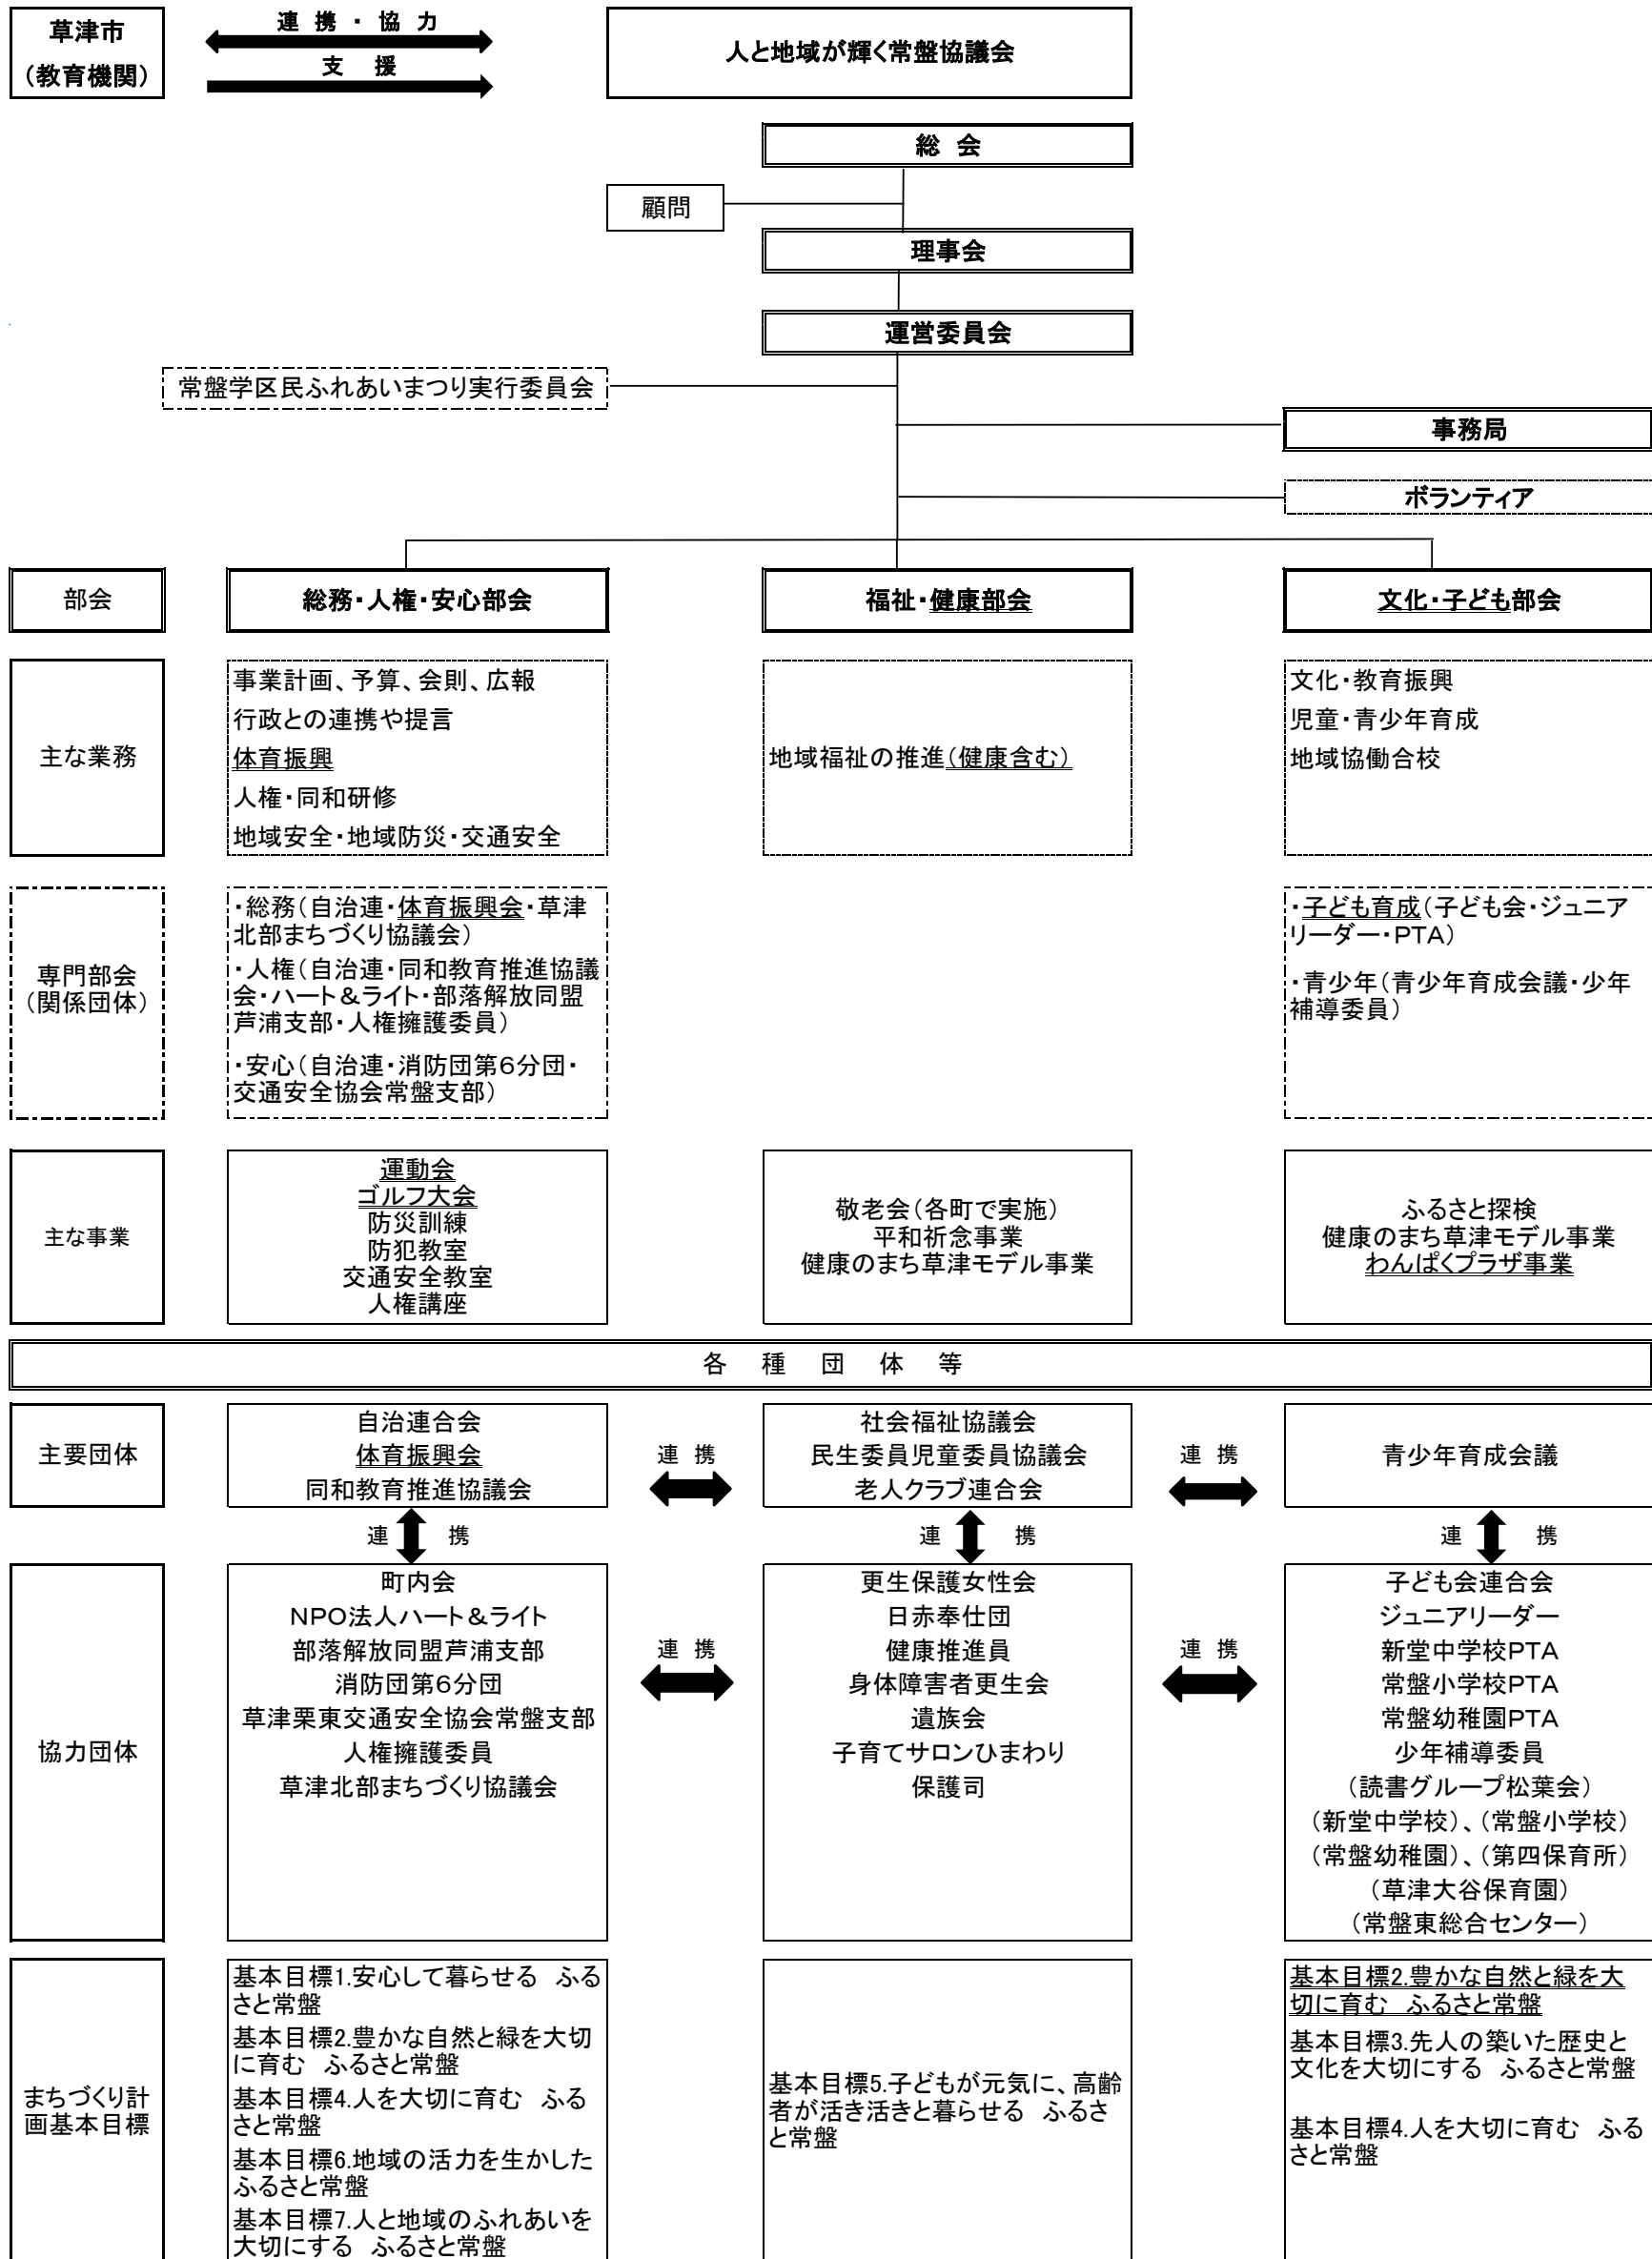 草津市
（教育機関）
連 携 ・ 協 力
支 援
人と地域が輝く常盤協議会
総 会
顧問
理事会
運営委員会
常盤学区民ふれあいまつり実行委員会
事務局
ボランティア
部会
総務・人権・安心部会
福祉・健康部会
文化・子ども部会
主な業務
事業計画、予算、会則、広報
行政との連携や提言
体育振興
人権・同和研修
地域安全・地域防災・交通安全
地域福祉の推進（健康含む）
文化・教育振興
児童・青少年育成
地域協働合校
専門部会
（関係団体）
・総務（自治連・体育振興会・草津
北部まちづくり協議会）
・人権（自治連・同和教育推進協議
会・ハート＆ライト・部落解放同盟
芦浦支部・人権擁護委員）
・安心（自治連・消防団第６分団・
交通安全協会常盤支部）
・子ども育成（子ども会・ジュニア
リーダー・PTA）
・青少年（青少年育成会議・少年
補導委員）
主な事業
運動会
ゴルフ大会
防災訓練
防犯教室
交通安全教室
人権講座
敬老会（各町で実施）
平和祈念事業
健康のまち草津モデル事業
ふるさと探検
健康のまち草津モデル事業
わんぱくプラザ事業
各 種 団 体 等
主要団体
自治連合会
体育振興会
同和教育推進協議会
連 携
社会福祉協議会
民生委員児童委員協議会
老人クラブ連合会
連 携
青少年育成会議
連 携
連 携
連 携
協力団体
町内会
NPO法人ハート＆ライト
部落解放同盟芦浦支部
消防団第６分団
草津栗東交通安全協会常盤支部
人権擁護委員
草津北部まちづくり協議会
連 携
更生保護女性会
日赤奉仕団
健康推進員
身体障害者更生会
遺族会
子育てサロンひまわり
保護司
連 携
子ども会連合会
ジュニアリーダー
新堂中学校PTA
常盤小学校PTA
常盤幼稚園PTA
少年補導委員
（読書グループ松葉会）
（新堂中学校）、（常盤小学校）
（常盤幼稚園）、（第四保育所）
（草津大谷保育園）
（常盤東総合センター）
まちづくり計
画基本目標
基本目標1.安心して暮らせる　ふる
さと常盤
基本目標2.豊かな自然と緑を大切
に育む　ふるさと常盤
基本目標4.人を大切に育む　ふる
さと常盤
基本目標6.地域の活力を生かした
ふるさと常盤
基本目標7.人と地域のふれあいを
大切にする　ふるさと常盤
基本目標5.子どもが元気に、高齢
者が活き活きと暮らせる　ふるさ
と常盤
基本目標2.豊かな自然と緑を大
切に育む　ふるさと常盤
基本目標3.先人の築いた歴史と
文化を大切にする　ふるさと常盤
基本目標4.人を大切に育む　ふる
さと常盤